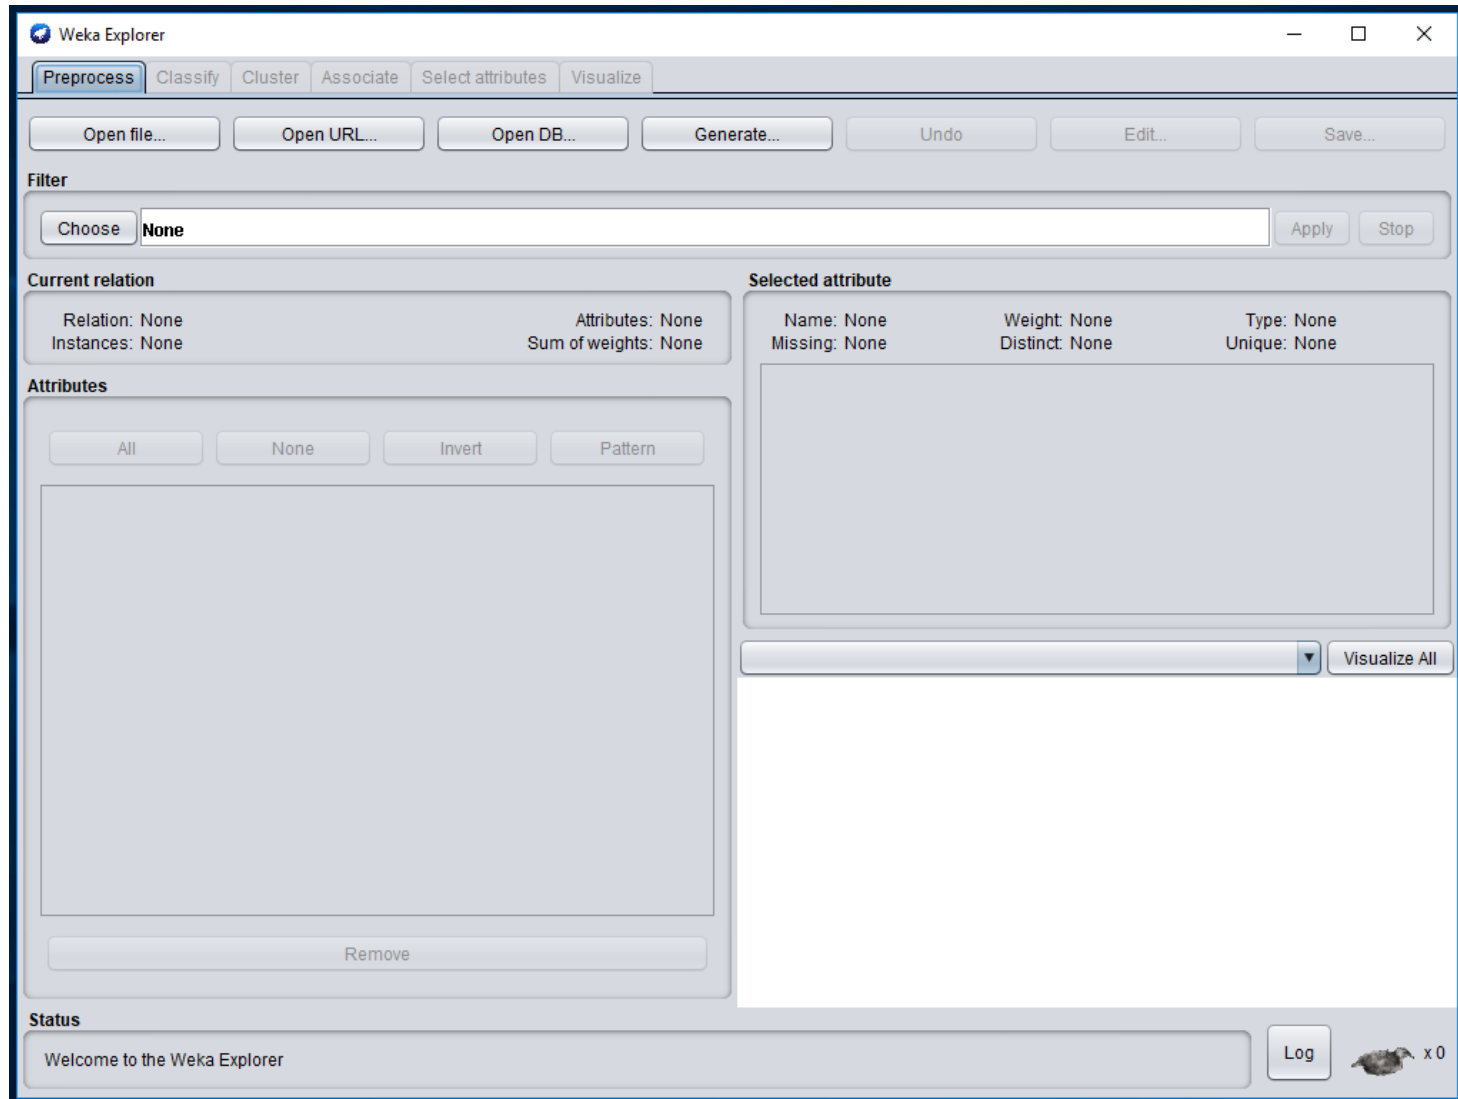 Weka Explorer
Preprocess Classify Cluster Associate Select attributes Visualize
Open file... Open URL... Open DB... Generate... Undo Edit... Save...
Filter
Choose None Apply Stop
Current relation
Relation: None Attributes: None
Instances: None Sum of weights: None
Selected attribute
Name: None Weight: None Type: None
Missing: None Distinct: None Unique: None
Attributes
All None Invert Pattern
Remove
Visualize All
Status
Welcome to the Weka Explorer
Log x 0